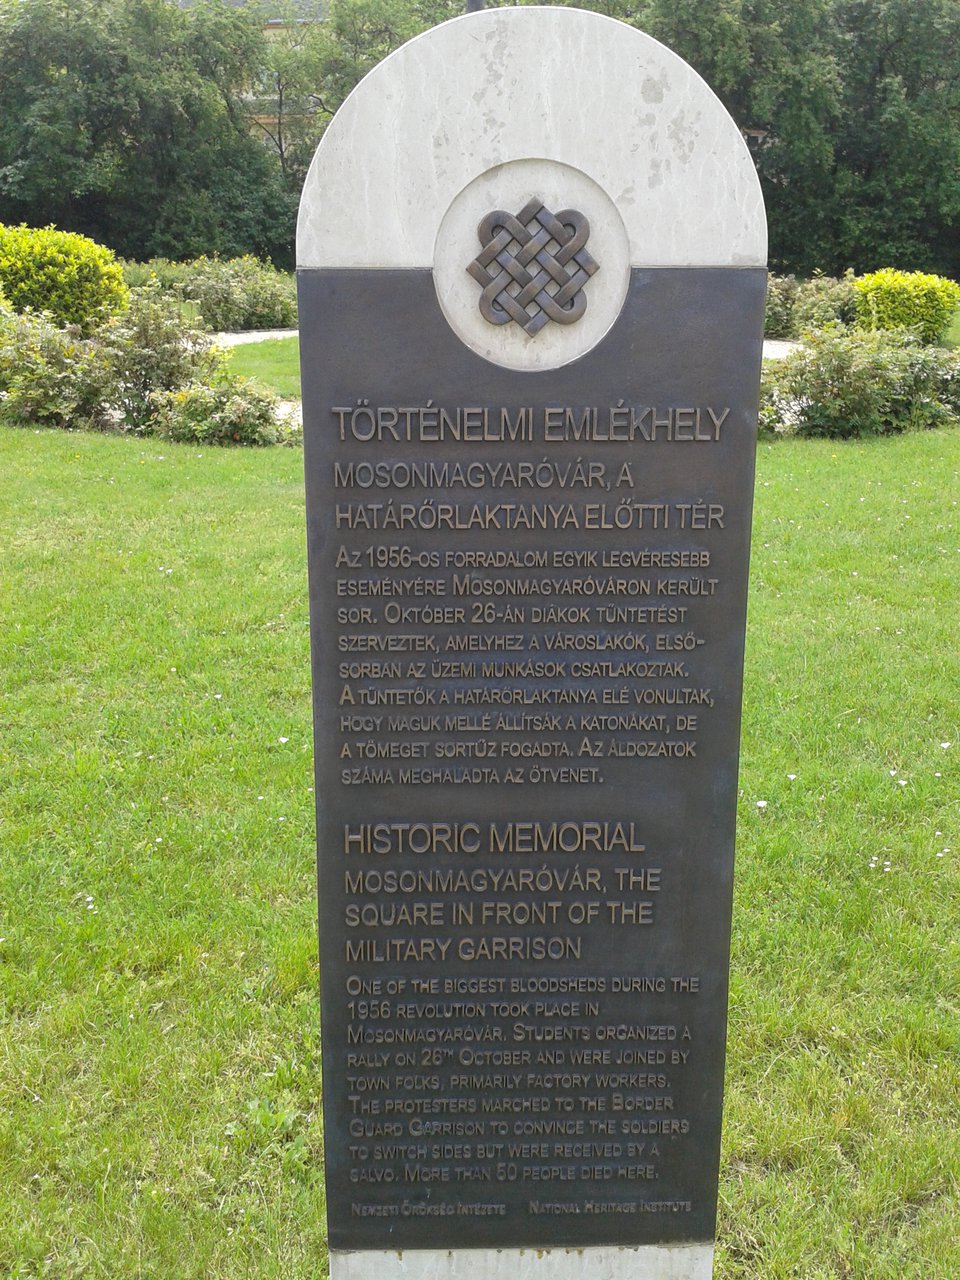 TÖRTÉNELMI EMLÉKHELY
MOSONMAGYARÓVÁR, A
HATÁRŐRLAKTANYA ELŐTTI TÉR
AZ 1956-OS FORRADALOM EGYIK LEGVÉRESEBB
ESEMÉNYÉRE MOSONMAGYARÓVÁRON KERÜLT
SOR. OKTÓBER 26-ÁN DIÁKOK TÜNTETÉST
SZERVEZTEK, AMELYHEZ A VÁROSLAKÓK, ELSŐ-
SORBAN AZ ÜZEMI MUNKÁSOK CSATLAKOZTAK.
A TÜNTETŐK A HATÁRŐRLAKTANYA ELÉ VONULTAK,
HOGY MAGUK MELLÉ ÁLLÍTSÁK A KATONÁKAT, DE
A TÖMEGET SORTŰZ FOGADTA. AZ ÁLDOZATOK
SZÁMA MEGHALADTA AZ ÖTVENET.
HISTORIC MEMORIAL
MOSONMAGYARÓVÁR, THE
SQUARE IN FRONT OF THE
MILITARY GARRISON
ONE OF THE BIGGEST BLOODSHEDS DURING THE
1956 REVOLUTION TOOK PLACE IN
MOSONMAGYARÓVÁR. STUDENTS ORGANIZED A
RALLY ON 26TH OCTOBER AND WERE JOINED BY
TOWN FOLKS, PRIMARILY FACTORY WORKERS.
THE PROTESTERS MARCHED TO THE BORDER
GUARD GARRISON TO CONVINCE THE SOLDIERS
TO SWITCH SIDES BUT WERE RECEIVED BY A
SALVO. MORE THAN 50 PEOPLE DIED HERE.
NEMZETI ÖRÖKSÉG INTÉZETE NATIONAL HERITAGE INSTITUTE